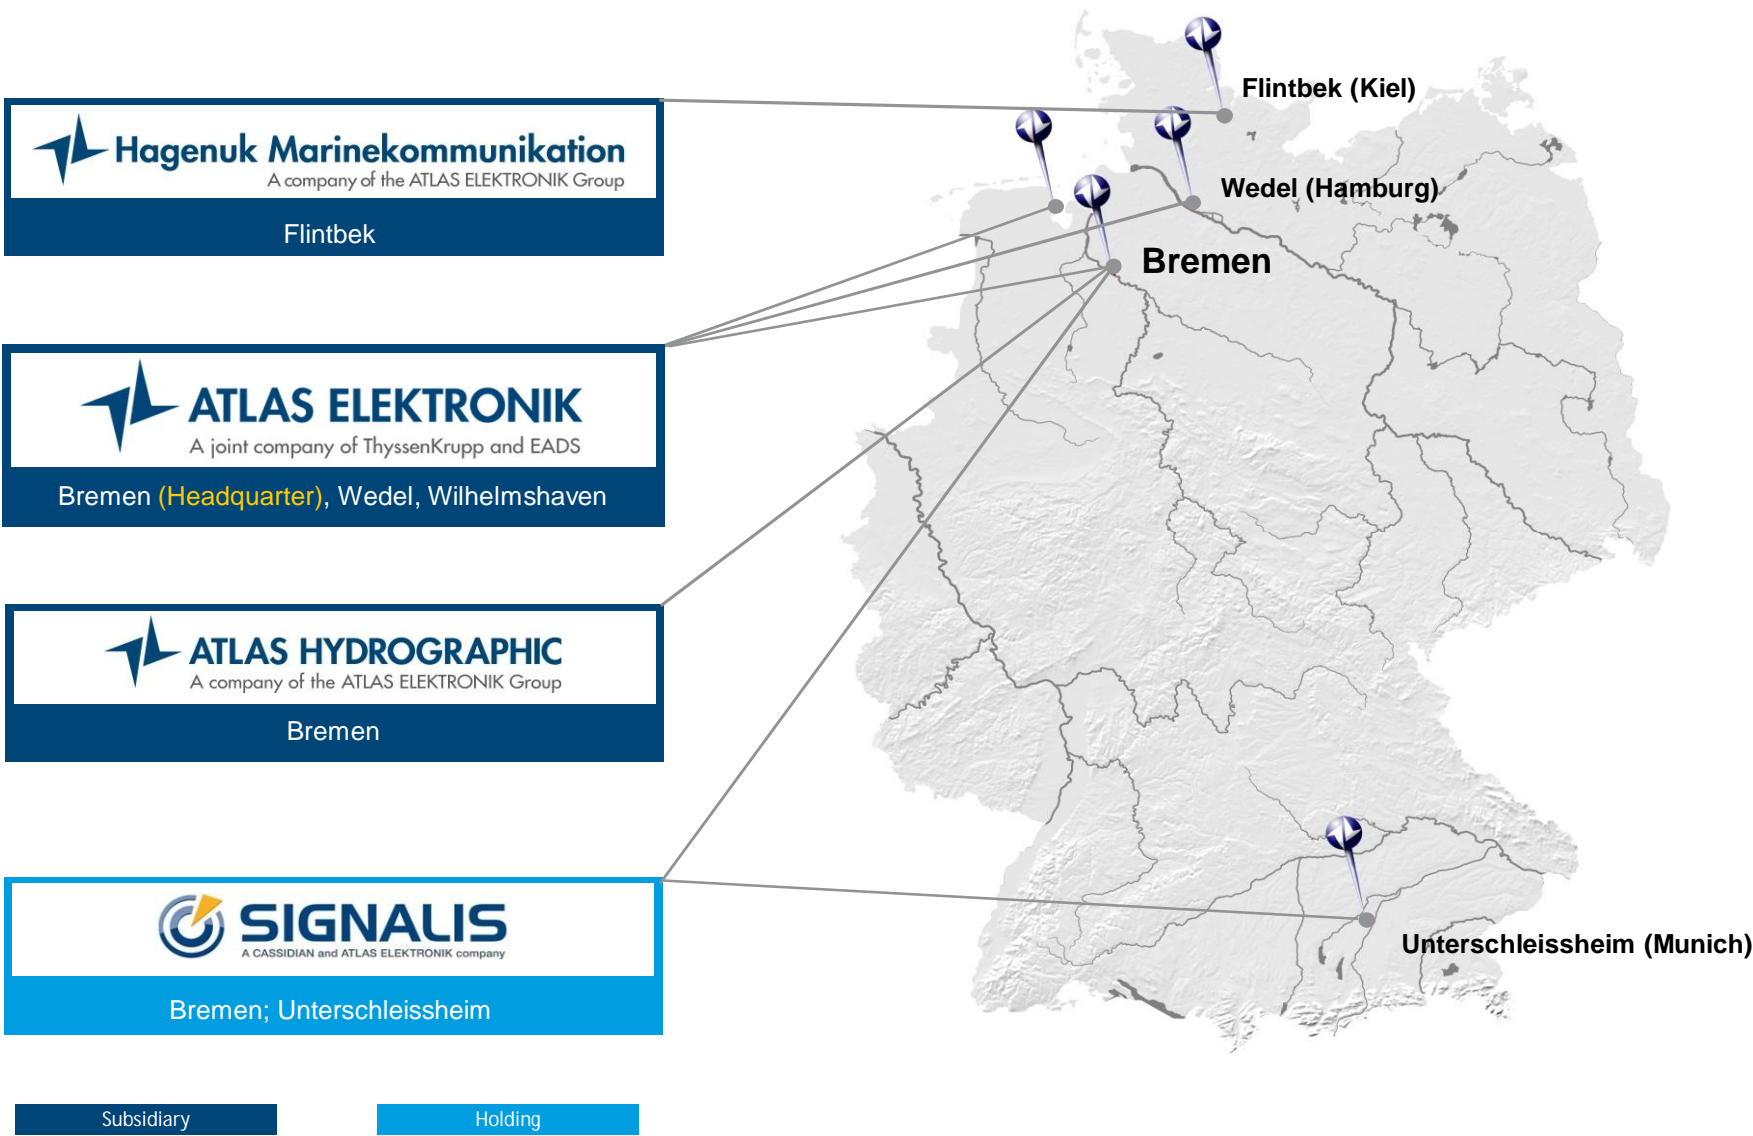 Hagenuk Marinekommunikation
A company of the ATLAS ELEKTRONIK Group
Flintbek
ATLAS ELEKTRONIK
A joint company of ThyssenKrupp and EADS
Bremen (Headquarter), Wedel, Wilhelmshaven
ATLAS HYDROGRAPHIC
A company of the ATLAS ELEKTRONIK Group
Bremen
SIGNALIS
A CASSIDIAN and ATLAS ELEKTRONIK company
Bremen; Unterschleissheim
Subsidiary
Holding
Flintbek (Kiel)
Wedel (Hamburg)
Bremen
Unterschleissheim (Munich)